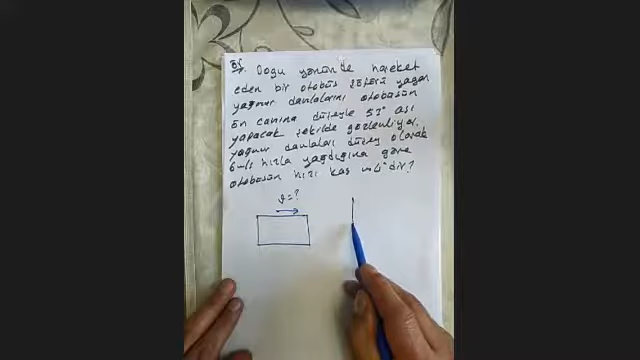 Ör. Doğu yönünde hareket
eden bir otobüs şoförü yağan
yağmur damlalarını otobüsün
ön camına düşeyle 53° açı
yapacak şekilde gözlemliyor.
yağmur damlaları düşey olarak
6 m/s hızla yağdığına göre
otobüsün hızı kaç m/s dir?
ϑ = ?